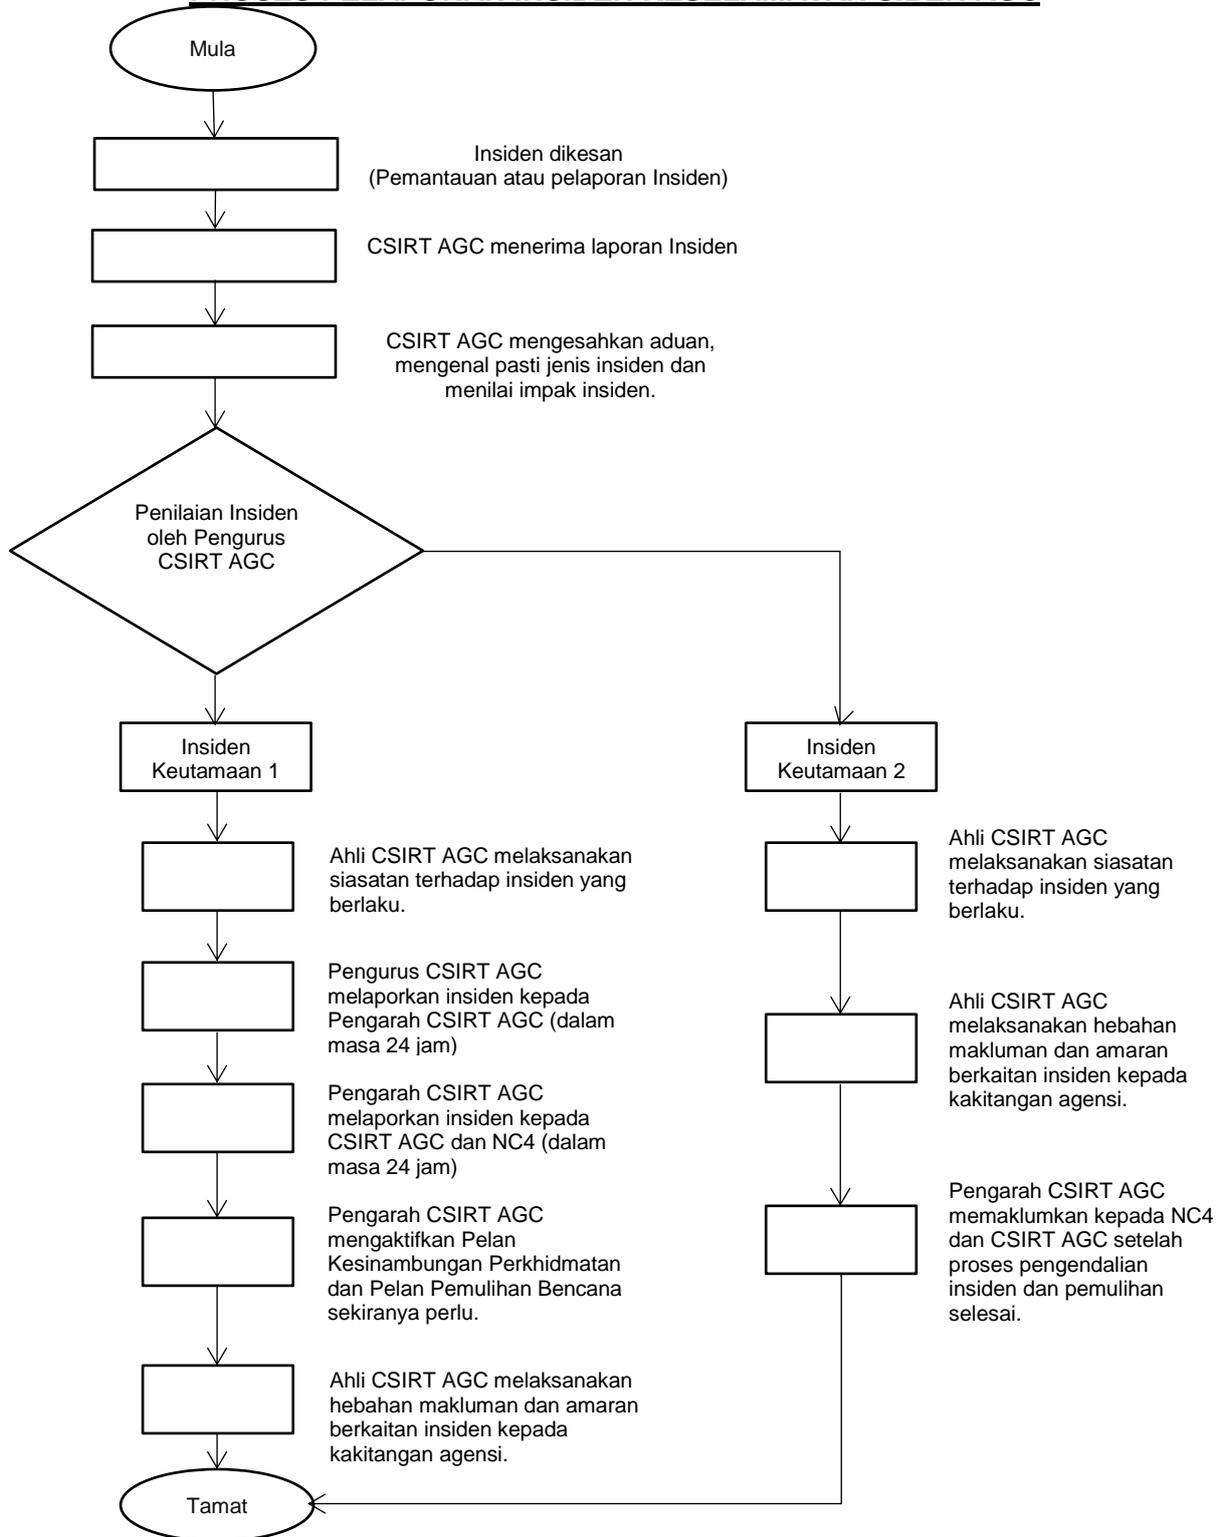 Mula
Insiden dikesan
(Pemantauan atau pelaporan Insiden)
CSIRT AGC menerima laporan Insiden
CSIRT AGC mengesahkan aduan,
mengenal pasti jenis insiden dan
menilai impak insiden.
Penilaian Insiden
oleh Pengurus
CSIRT AGC
Insiden
Keutamaan 1
Ahli CSIRT AGC melaksanakan
siasatan terhadap insiden yang
berlaku.
Pengurus CSIRT AGC
melaporkan insiden kepada
Pengarah CSIRT AGC (dalam
masa 24 jam)
Pengarah CSIRT AGC
melaporkan insiden kepada
CSIRT AGC dan NC4 (dalam
masa 24 jam)
Pengarah CSIRT AGC
mengaktifkan Pelan
Kesinambungan Perkhidmatan
dan Pelan Pemulihan Bencana
sekiranya perlu.
Ahli CSIRT AGC melaksanakan
hebahan makluman dan amaran
berkaitan insiden kepada
kakitangan agensi.
Insiden
Keutamaan 2
Ahli CSIRT AGC
melaksanakan siasatan
terhadap insiden yang
berlaku.
Ahli CSIRT AGC
melaksanakan hebahan
makluman dan amaran
berkaitan insiden kepada
kakitangan agensi.
Pengarah CSIRT AGC
memaklumkan kepada NC4
dan CSIRT AGC setelah
proses pengendalian
insiden dan pemulihan
selesai.
Tamat